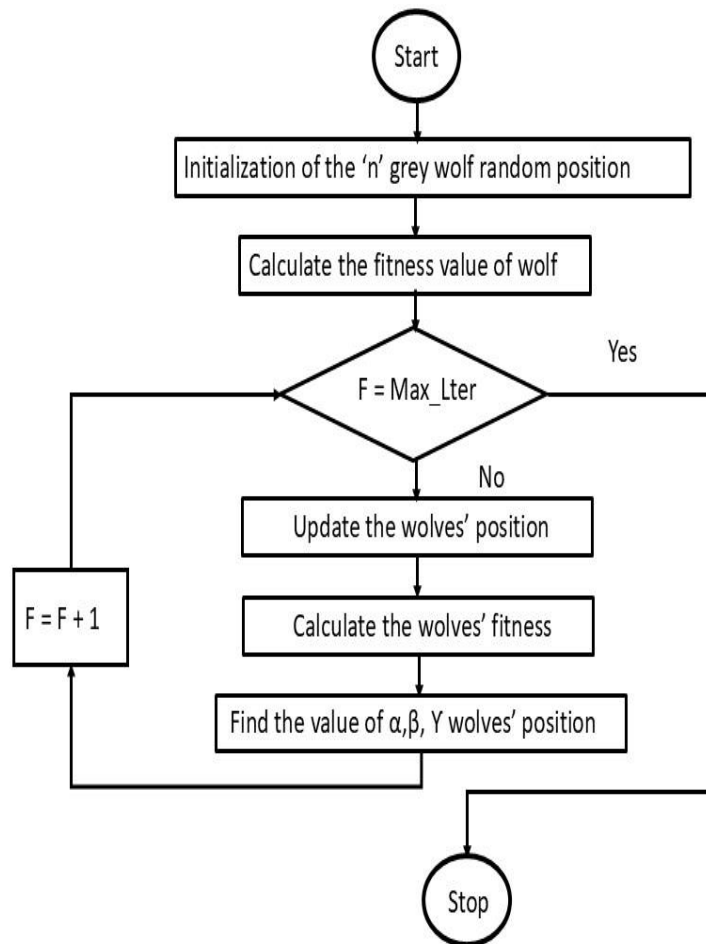 Start
Initialization of the ‘n’ grey wolf random position
Calculate the fitness value of wolf
F = Max_Lter
Yes
No
Update the wolves’ position
F = F + 1
Calculate the wolves’ fitness
Find the value of α,β, ϒ wolves’ position
Stop